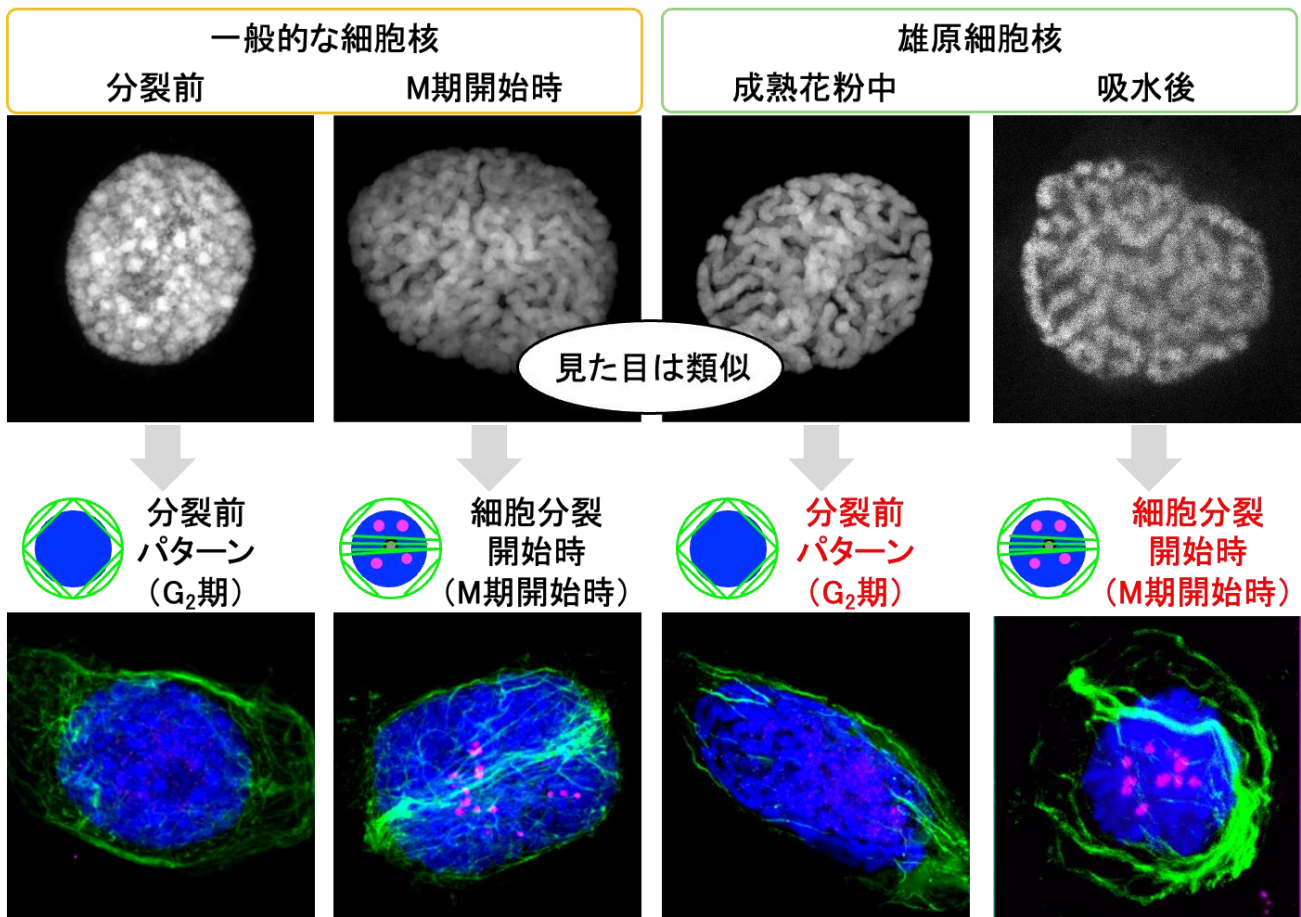 一般的な細胞核
分裂前
M期開始時
雄原細胞核
成熟花粉中
吸水後
見た目は類似
分裂前
パターン
(G₂期)
細胞分裂
開始時
(M期開始時)
分裂前
パターン
(G₂期)
細胞分裂
開始時
(M期開始時)